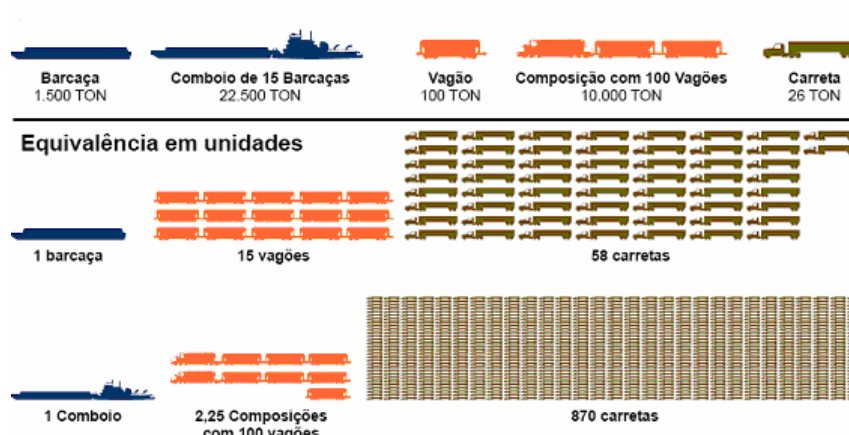 Barcaça
1.500 TON
Comboio de 15 Barcaças
22.500 TON
Vagão
100 TON
Composição com 100 Vagões
10.000 TON
Carreta
26 TON
Equivalência em unidades
1 barcaça
15 vagões
58 carretas
1 Comboio
2,25 Composições
com 100 vagões
870 carretas